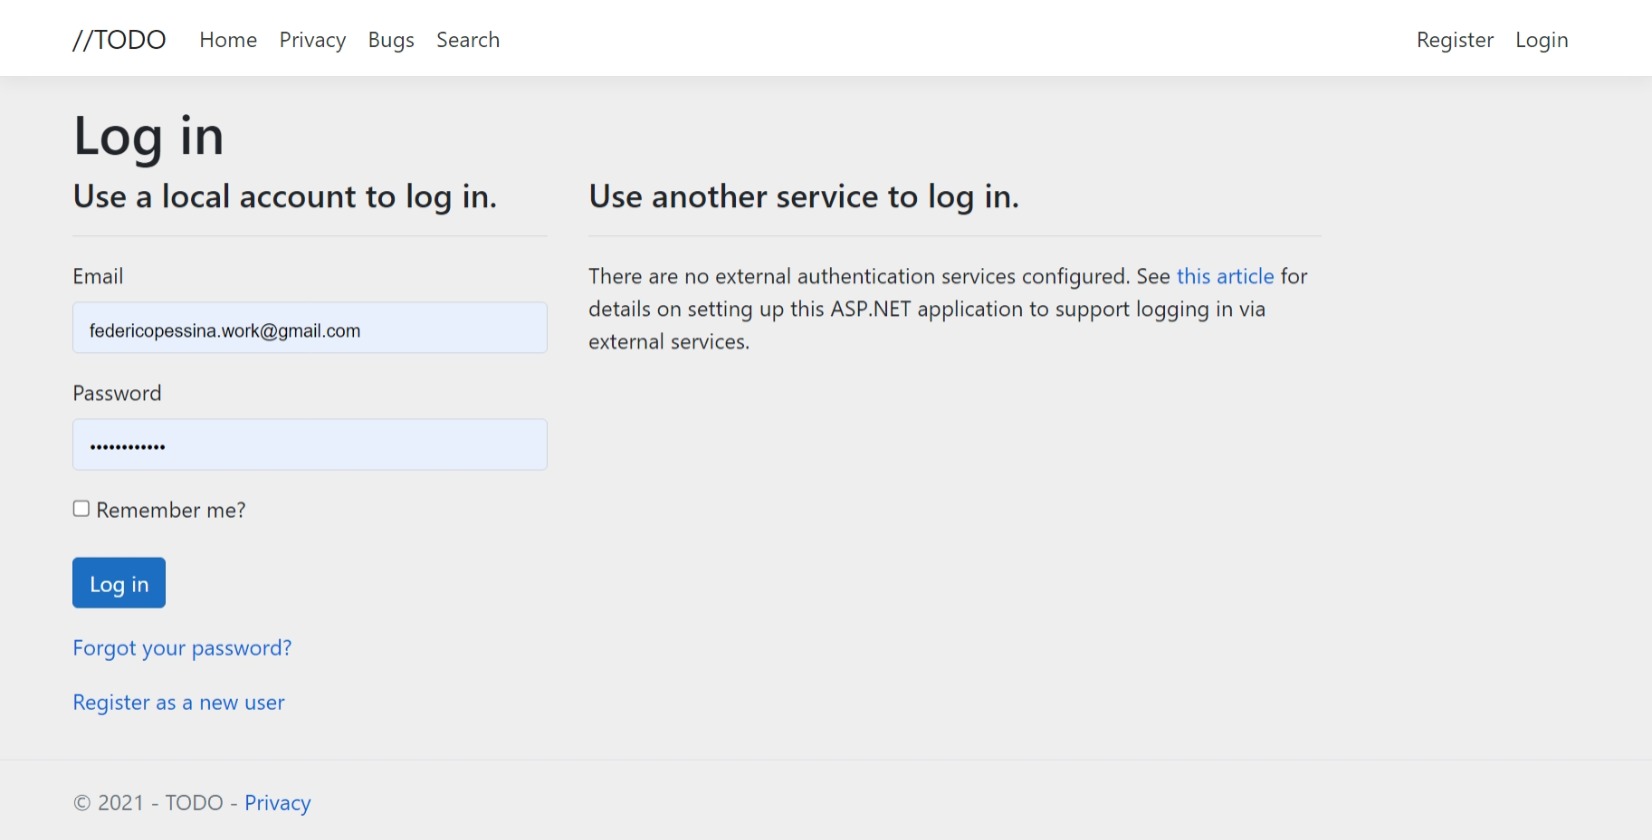 //TODO Home Privacy Bugs Search Register Login
Log in
Use a local account to log in.
Email
federicopessina.work@gmail.com
Password
••••••••••••
Remember me?
Log in
Forgot your password?
Register as a new user
Use another service to log in.
There are no external authentication services configured. See this article for
details on setting up this ASP.NET application to support logging in via
external services.
© 2021 - TODO - Privacy